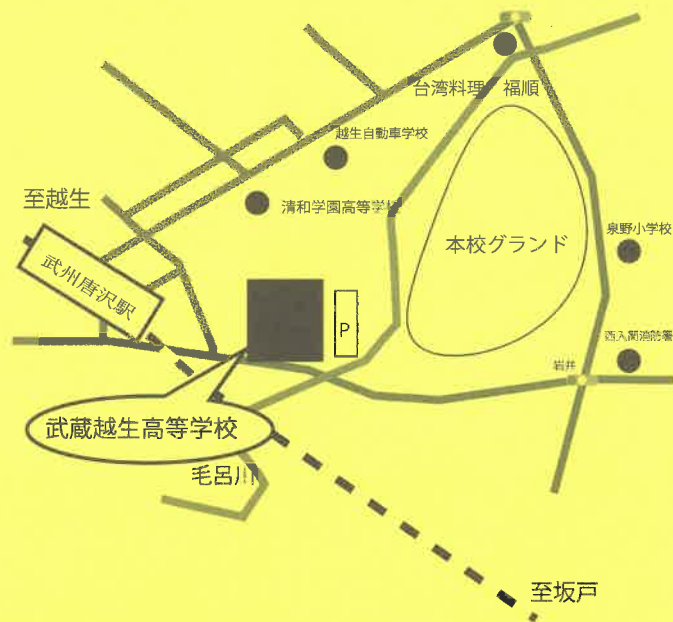 台湾料理 福順
越生自動車学校
至越生
清和学園高等学校
泉野小学校
本校グランド
武州唐沢駅
P
西入間消防署
岩井
武蔵越生高等学校
毛呂川
至坂戸